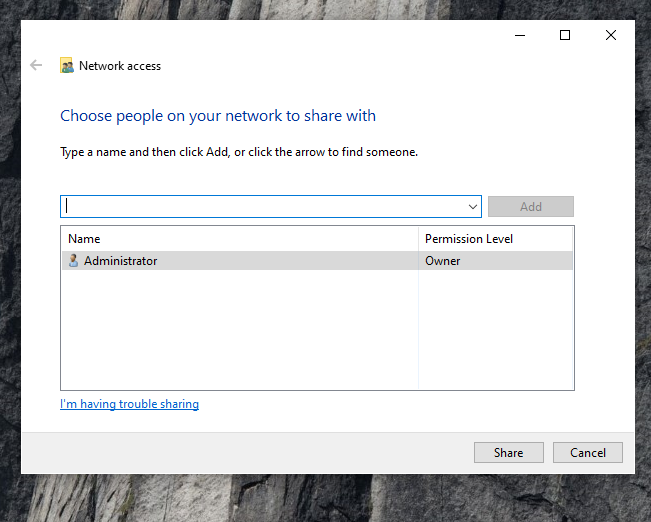 Network access
Choose people on your network to share with
Type a name and then click Add, or click the arrow to find someone.
Add
Name Permission Level
Administrator Owner
I'm having trouble sharing
Share Cancel